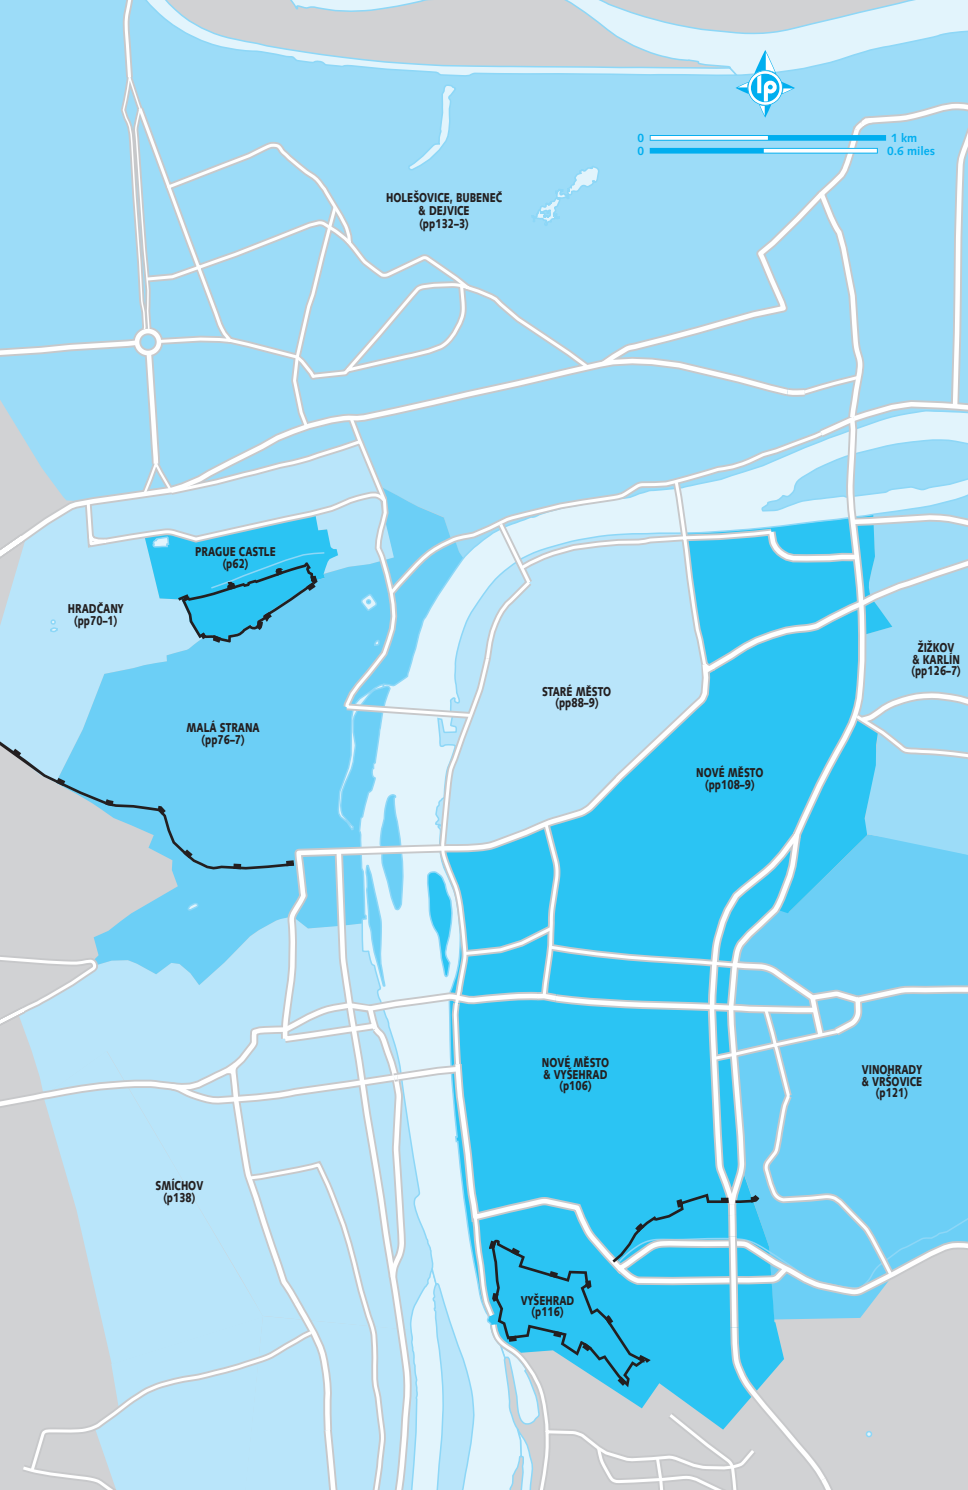 lp
0 1 km
0 0.6 miles
HOLEŠOVICE, BUBENEČ
& DEJVICE
(pp132–3)
PRAGUE CASTLE
(p62)
HRADČANY
(pp70–1)
ŽIŽKOV
& KARLÍN
(pp126–7)
STARÉ MĚSTO
(pp88–9)
MALÁ STRANA
(pp76–7)
NOVÉ MĚSTO
(pp108–9)
NOVÉ MĚSTO
& VYŠEHRAD
(p106)
VINOHRADY
& VRŠOVICE
(p121)
SMÍCHOV
(p138)
VYŠEHRAD
(p116)